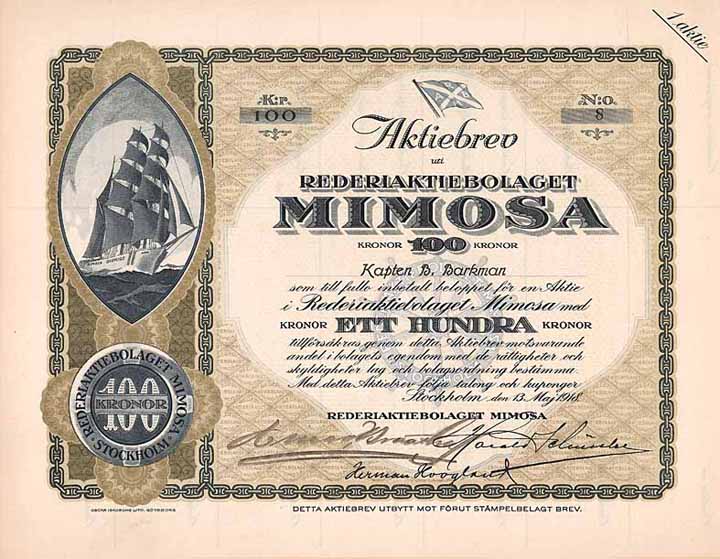 1 aktie
Kr. N:o.
100 8
Aktiebrev
uti
REDERIAKTIEBOLAGET
MIMOSA
KRONOR 100 KRONOR
Kapten B. Barkman
som till fullo inbetalt beloppet för en Aktie
i Rederiaktiebolaget Mimosa med
KRONOR ETT HUNDRA KRONOR
tillförsäkras genom detta Aktiebrev motsvarande
andel i bolagets egendom med de rättigheter och
skyldigheter lag och bolagsordning bestämma.
Med detta Aktiebrev följa talong och kuponger
Stockholm den 13 Maj 1918.
REDERIAKTIEBOLAGET MIMOSA
Herman Hooglant
REDERIAKTIEBOLAGET MIMOSA
100
KRONOR
STOCKHOLM
DETTA AKTIEBREV UTBYTT MOT FÖRUT STÄMPELBELAGT BREV.